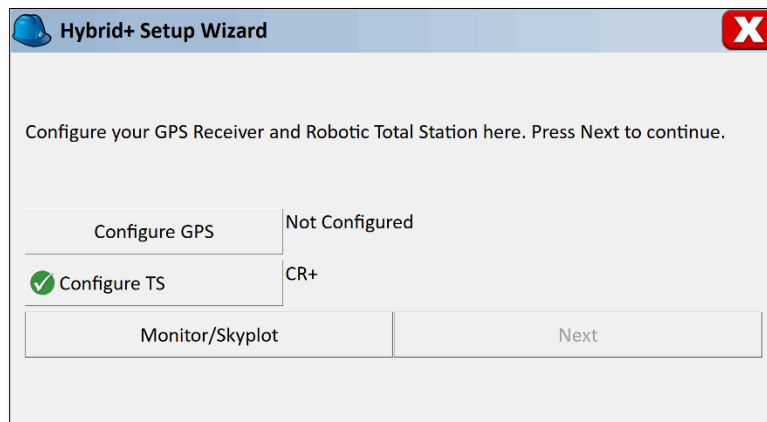 Hybrid+ Setup Wizard
Configure your GPS Receiver and Robotic Total Station here. Press Next to continue.
Configure GPS
Not Configured
Configure TS
CR+
Monitor/Skyplot
Next